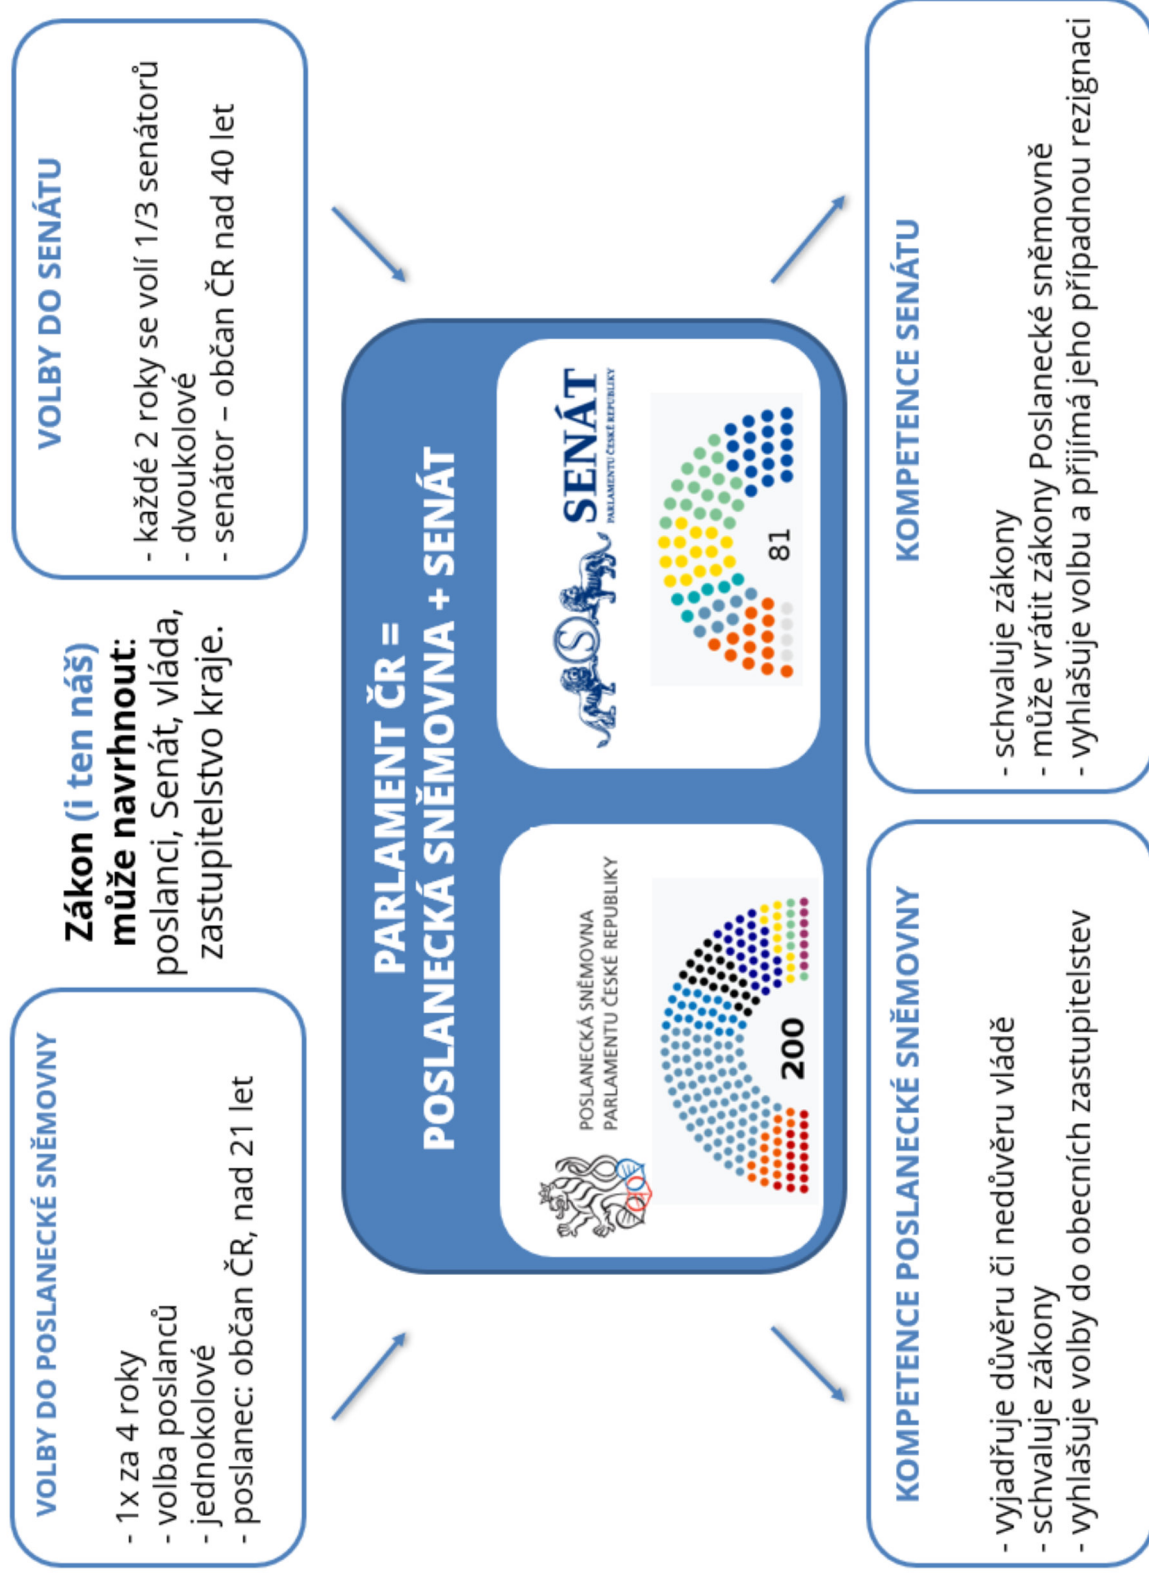 VOLBY DO POSLANECKÉ SNĚMOVNY
- 1x za 4 roky
- volba poslanců
- jednokolové
- poslanec: občan ČR, nad 21 let
Zákon (i ten náš)
může navrhnout:
poslanci, Senát, vláda,
zastupitelstvo kraje.
VOLBY DO SENÁTU
- každé 2 roky se volí 1/3 senátorů
- dvoukolové
- senátor – občan ČR nad 40 let
PARLAMENT ČR =
POSLANECKÁ SNĚMOVNA + SENÁT
POSLANECKÁ SNĚMOVNA
PARLAMENTU ČESKÉ REPUBLIKY
200
S
SENÁT
PARLAMENTU ČESKÉ REPUBLIKY
81
KOMPETENCE POSLANECKÉ SNĚMOVNY
- vyjadřuje důvěru či nedůvěru vládě
- schvaluje zákony
- vyhlašuje volby do obecních zastupitelstev
KOMPETENCE SENÁTU
- schvaluje zákony
- může vrátit zákony Poslanecké sněmovně
- vyhlašuje volbu a přijímá jeho případnou rezignaci